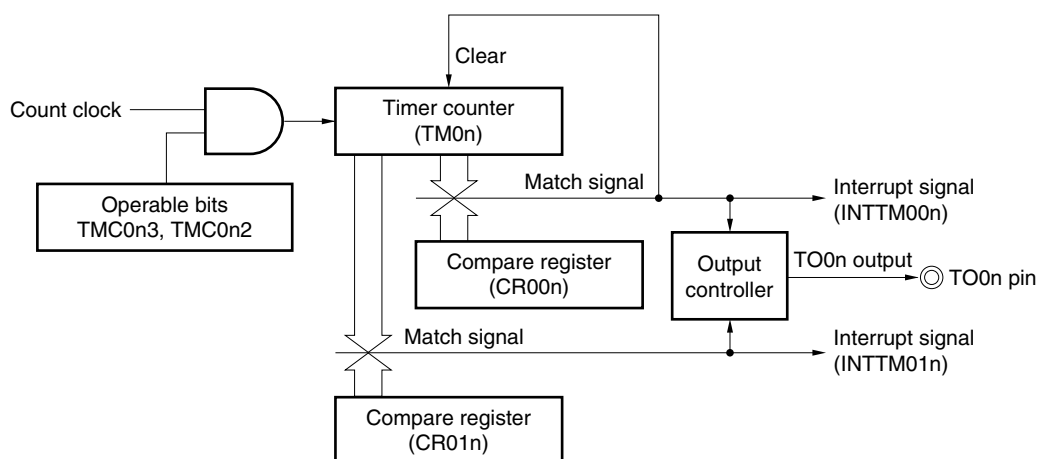 Clear
Count clock
Timer counter
(TM0n)
Operable bits
TMC0n3, TMC0n2
Match signal
Interrupt signal
(INTTM00n)
Compare register
(CR00n)
Output
controller
TO0n output
TO0n pin
Match signal
Interrupt signal
(INTTM01n)
Compare register
(CR01n)